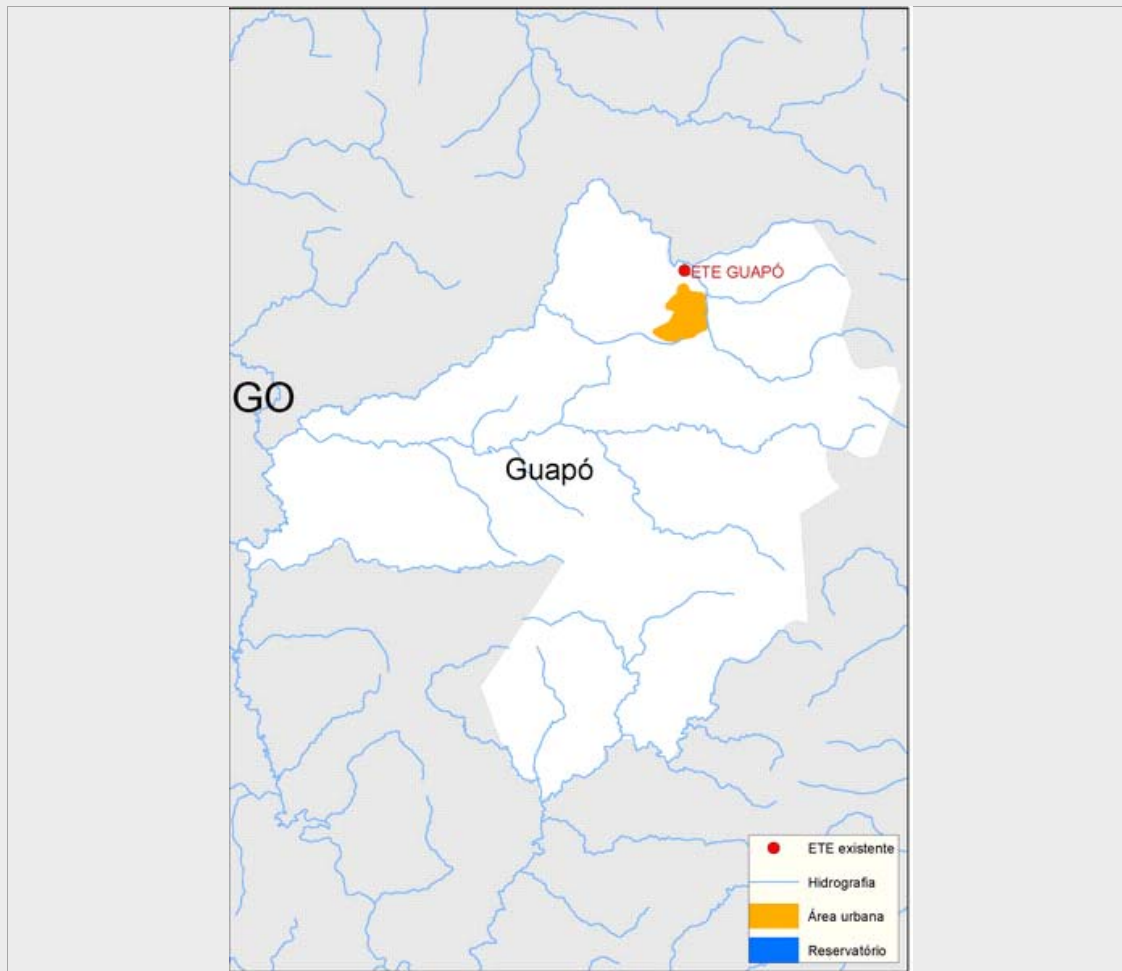 ETE GUAPÓ
GO
Guapó
ETE existente
Hidrografia
Área urbana
Reservatório